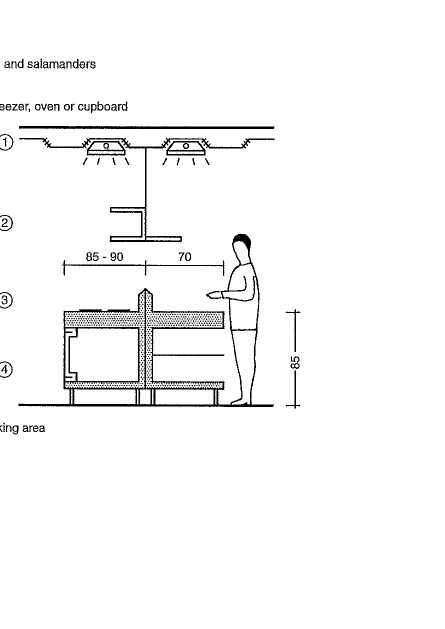 and salamanders
eezer, oven or cupboard
1
2
85 - 90 70
3
85
4
king area